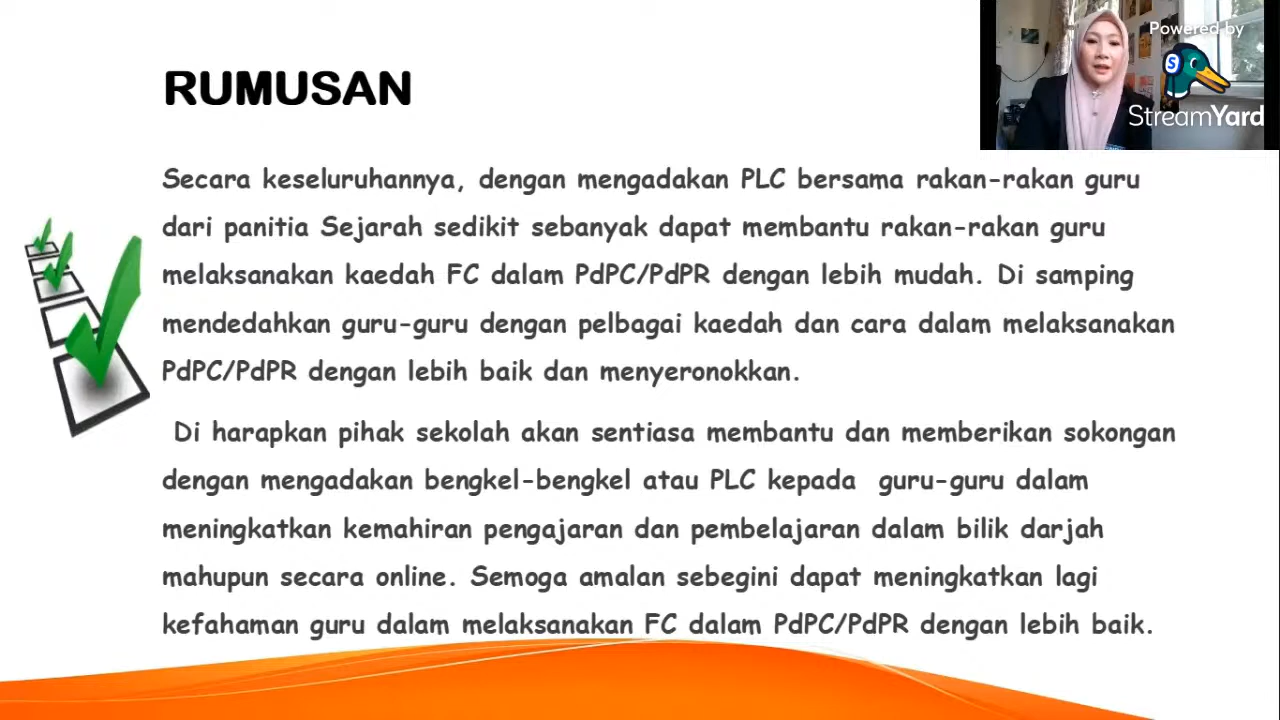 RUMUSAN
Powered by
StreamYard
Secara keseluruhannya, dengan mengadakan PLC bersama rakan-rakan guru
dari panitia Sejarah sedikit sebanyak dapat membantu rakan-rakan guru
melaksanakan kaedah FC dalam PdPC/PdPR dengan lebih mudah. Di samping
mendedahkan guru-guru dengan pelbagai kaedah dan cara dalam melaksanakan
PdPC/PdPR dengan lebih baik dan menyeronokkan.
Di harapkan pihak sekolah akan sentiasa membantu dan memberikan sokongan
dengan mengadakan bengkel-bengkel atau PLC kepada guru-guru dalam
meningkatkan kemahiran pengajaran dan pembelajaran dalam bilik darjah
mahupun secara online. Semoga amalan sebegini dapat meningkatkan lagi
kefahaman guru dalam melaksanakan FC dalam PdPC/PdPR dengan lebih baik.